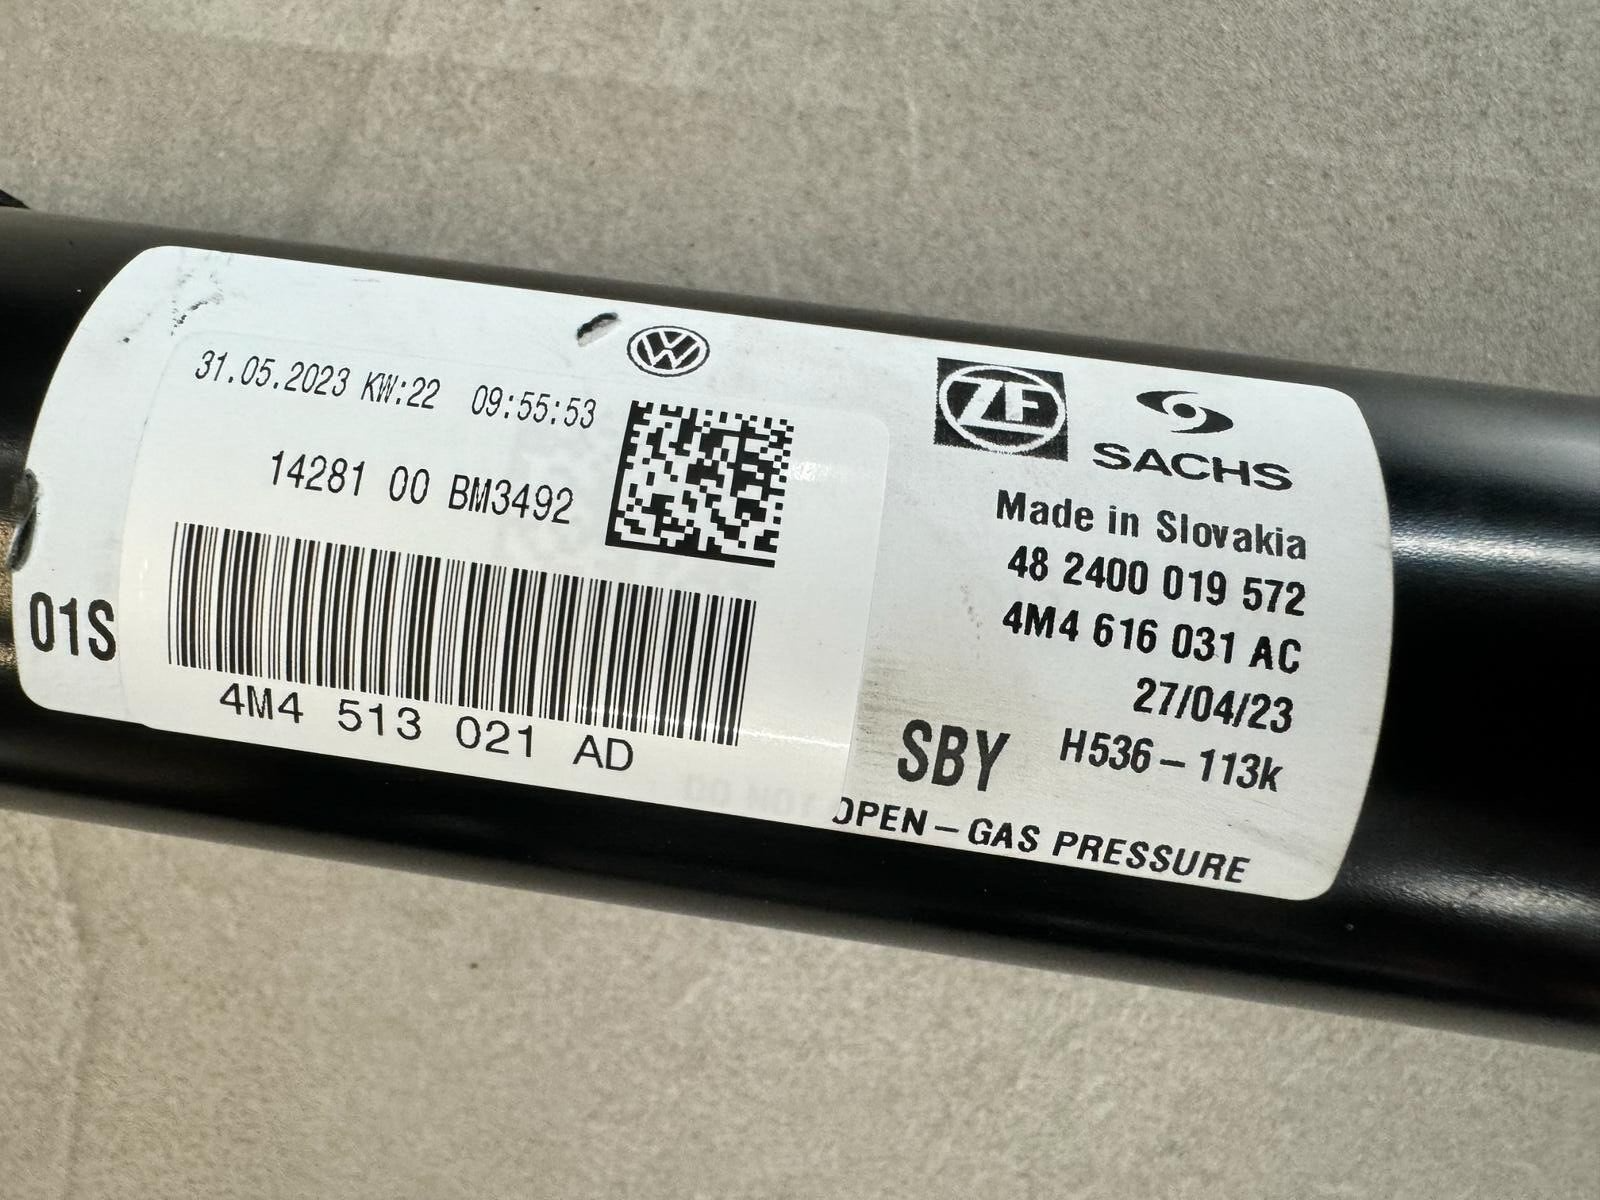 31.05.2023 KW:22 09:55:53
14281 00 BM3492
01S
4M4 513 021 AD
ZF
SACHS
Made in Slovakia
48 2400 019 572
4M4 616 031 AC
27/04/23
SBY H536-113k
OPEN-GAS PRESSURE